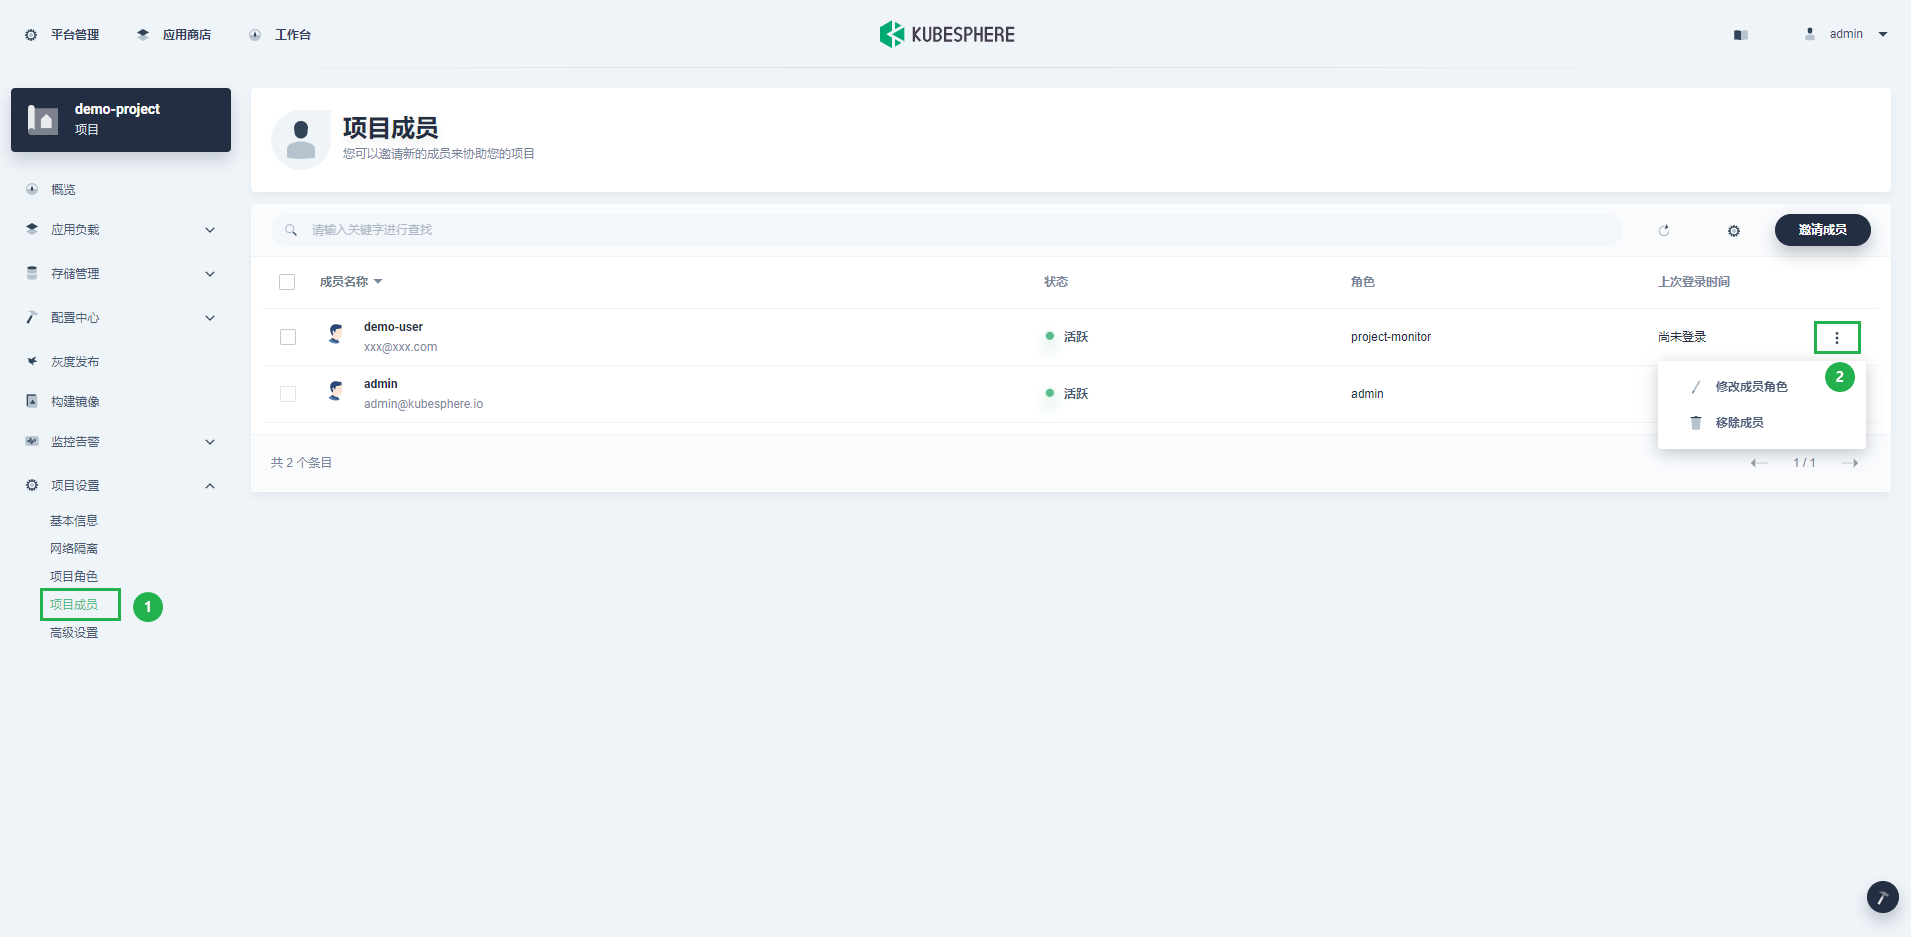 平台管理
应用商店
工作台
KUBESPHERE
admin
demo-project
项目
概览
应用负载
存储管理
配置中心
灰度发布
构建镜像
监控告警
项目设置
基本信息
网络隔离
项目角色
项目成员
1
高级设置
项目成员
您可以邀请新的成员来协助您的项目
请输入关键字进行查找
邀请成员
成员名称
状态
角色
上次登录时间
demo-user
xxx@xxx.com
活跃
project-monitor
尚未登录
admin
admin@kubesphere.io
活跃
admin
2
修改成员角色
移除成员
共 2 个条目
1 / 1